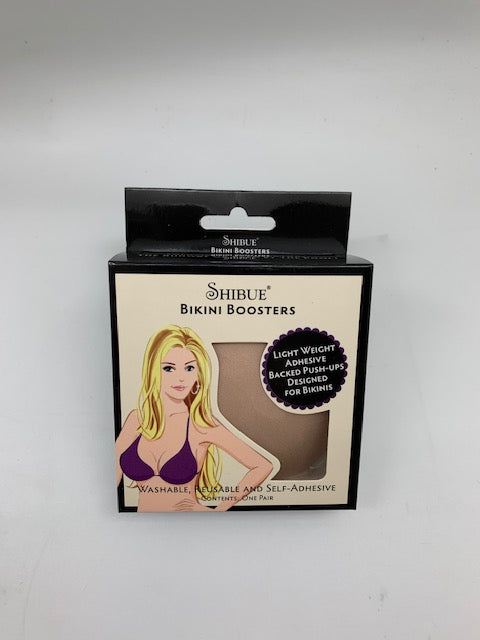 SHIBUE
BIKINI BOOSTERS
SHIBUE®
BIKINI BOOSTERS
LIGHT WEIGHT
ADHESIVE
BACKED PUSH-UPS
DESIGNED
FOR BIKINIS
WASHABLE, REUSABLE AND SELF-ADHESIVE
CONTENTS: ONE PAIR